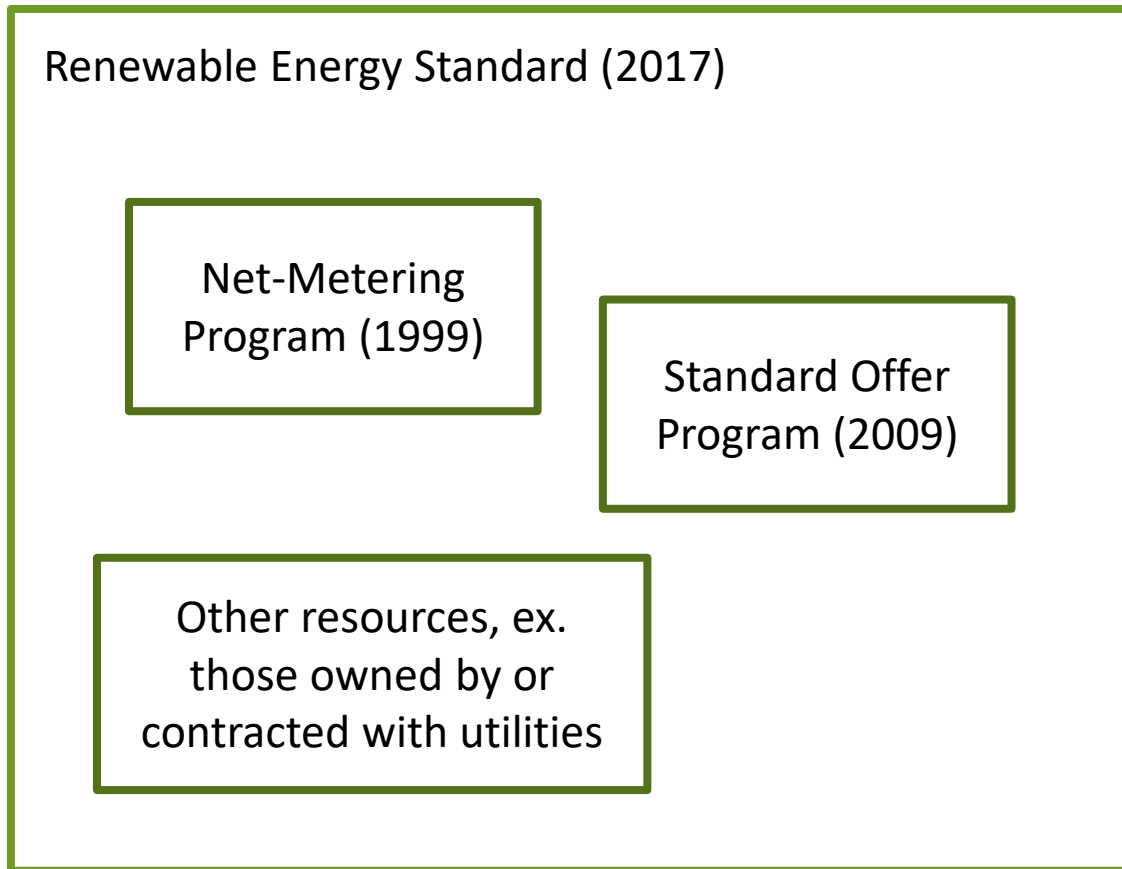 Renewable Energy Standard (2017)
Net-Metering
Program (1999)
Standard Offer
Program (2009)
Other resources, ex.
those owned by or
contracted with utilities